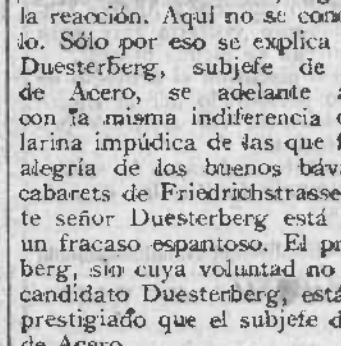 la reacción. Aquí no se con
lo. Sólo por eso se explica
Duesterberg, subjefe de
de Acero, se adelante a
con la misma indiferencia
larina impúdica de las que f
alegría de los buenos báva
cabarets de Friedrichstrasse
te señor Duesterberg está
un fracaso espantoso. El pr
berg, sin cuya voluntad no
candidato Duesterberg, está
prestigiado que el subjefe d
de Acero